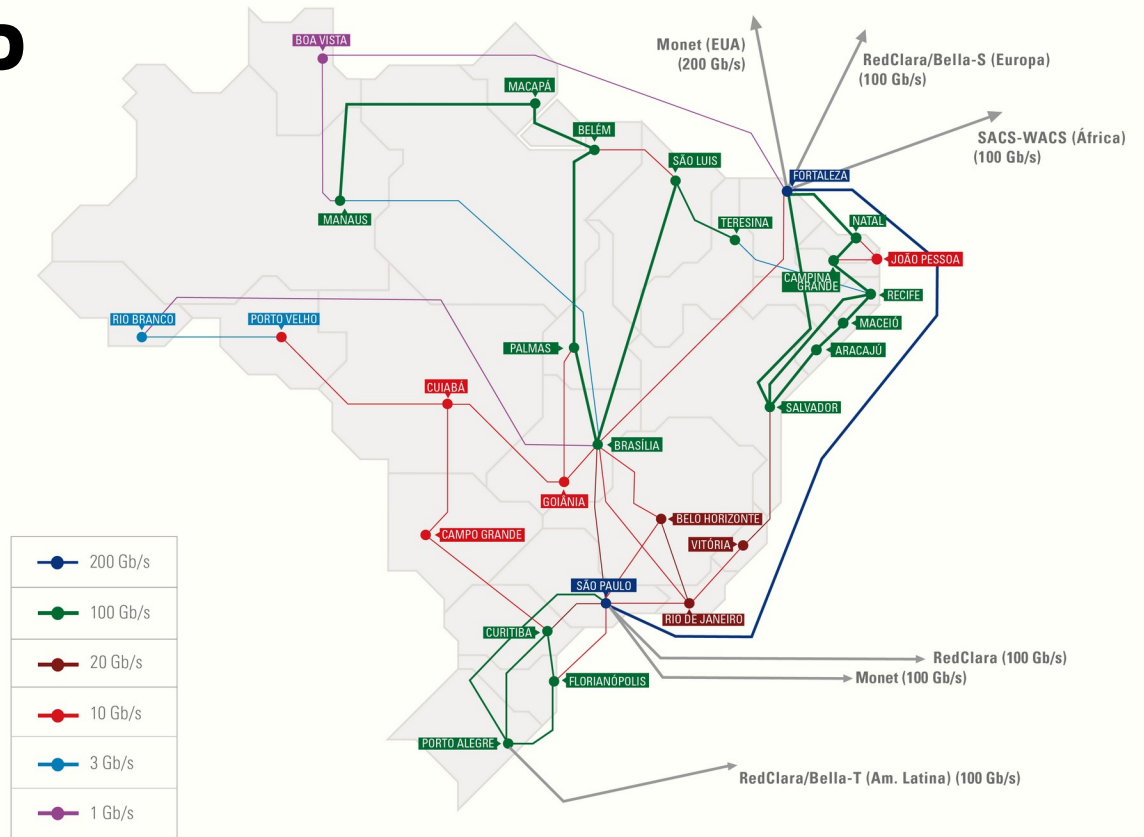 BOA VISTA
Monet (EUA)
(200 Gb/s)
RedClara/Bella-S (Europa)
(100 Gb/s)
MACAPÁ
BELÉM
SACS-WACS (África)
(100 Gb/s)
SÃO LUIS
FORTALEZA
MANAUS
TERESINA
NATAL
JOÃO PESSOA
CAMPINA
GRANDE
RECIFE
RIO BRANCO
PORTO VELHO
MACEIÓ
PALMAS
ARACAJÚ
CUIABÁ
SALVADOR
BRASÍLIA
GOIÂNIA
BELO HORIZONTE
CAMPO GRANDE
VITÓRIA
200 Gb/s
SÃO PAULO
100 Gb/s
RIO DE JANEIRO
CURITIBA
20 Gb/s
RedClara (100 Gb/s)
Monet (100 Gb/s)
FLORIANÓPOLIS
10 Gb/s
PORTO ALEGRE
3 Gb/s
RedClara/Bella-T (Am. Latina) (100 Gb/s)
1 Gb/s